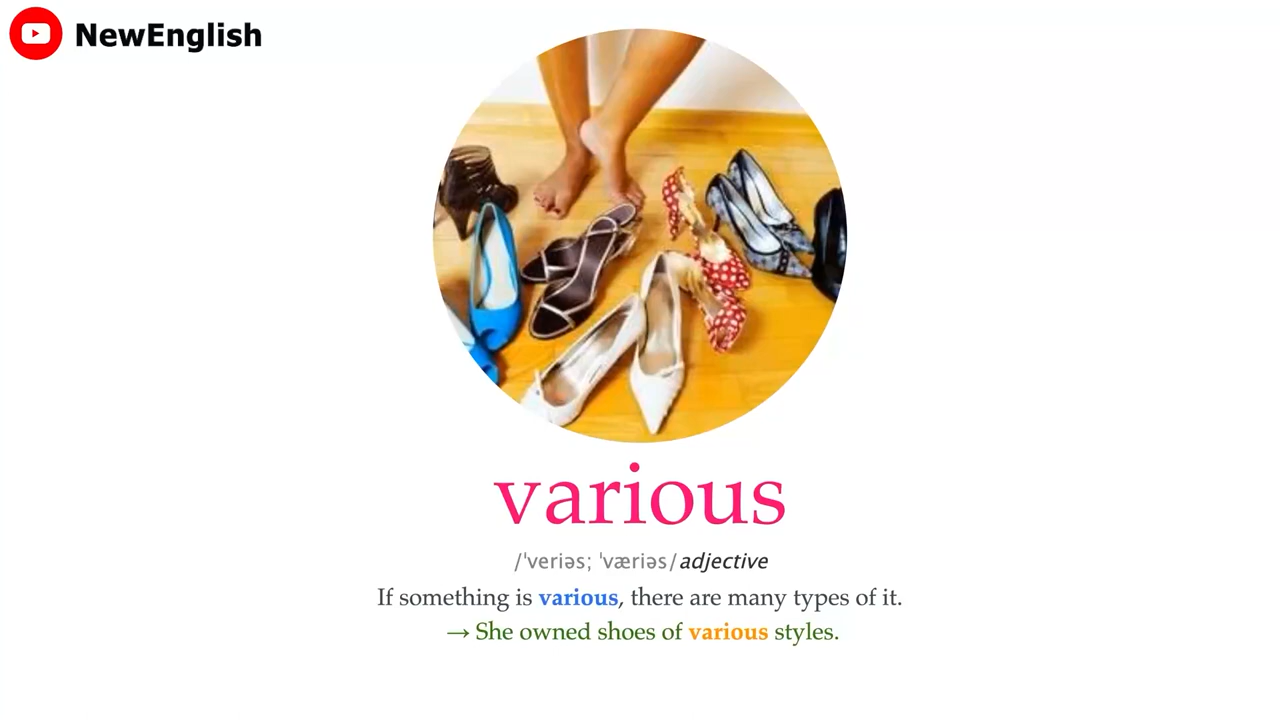 NewEnglish
various
/ˈveriəs; ˈværiəs/adjective
If something is various, there are many types of it.
→ She owned shoes of various styles.